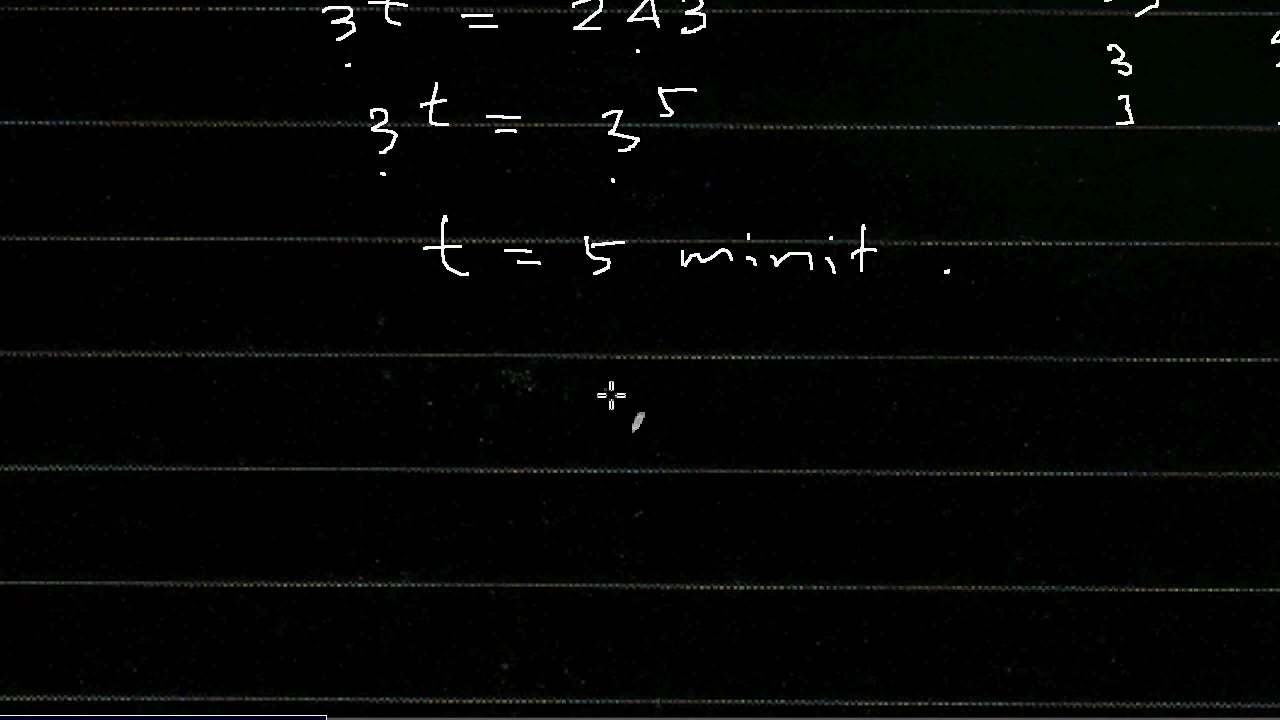 3^t = 243
3^t = 3^5
t = 5 minit.
3
3